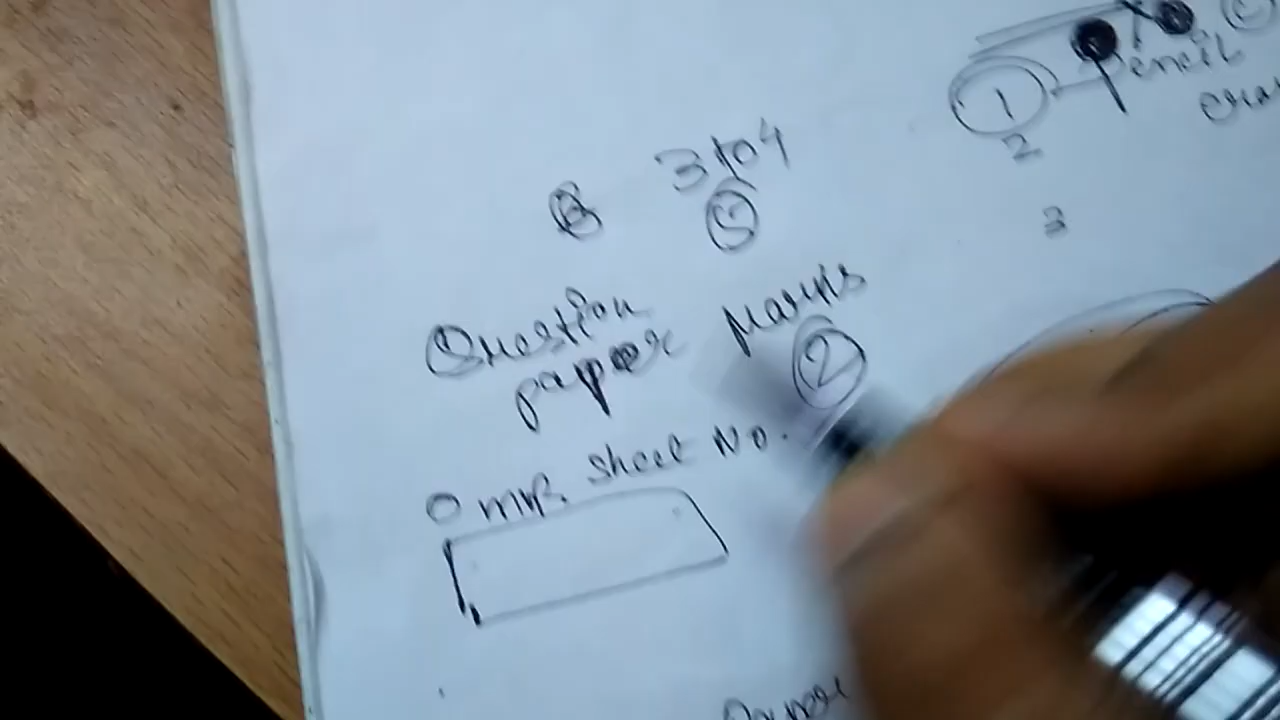 3 to 4
5
Question
paper
Marks
2
OMR Sheet No.
1
Pencil
2
3